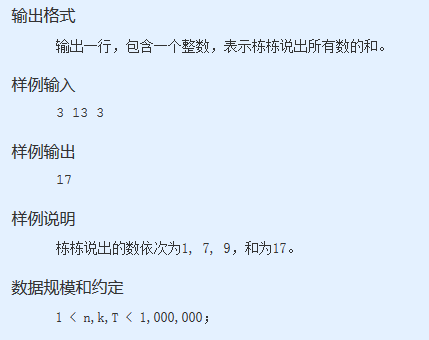 输出格式
输出一行，包含一个整数，表示栋栋说出所有数的和。
样例输入
3 13 3
样例输出
17
样例说明
栋栋说出的数依次为1, 7, 9，和为17。
数据规模和约定
1 < n,k,T < 1,000,000；